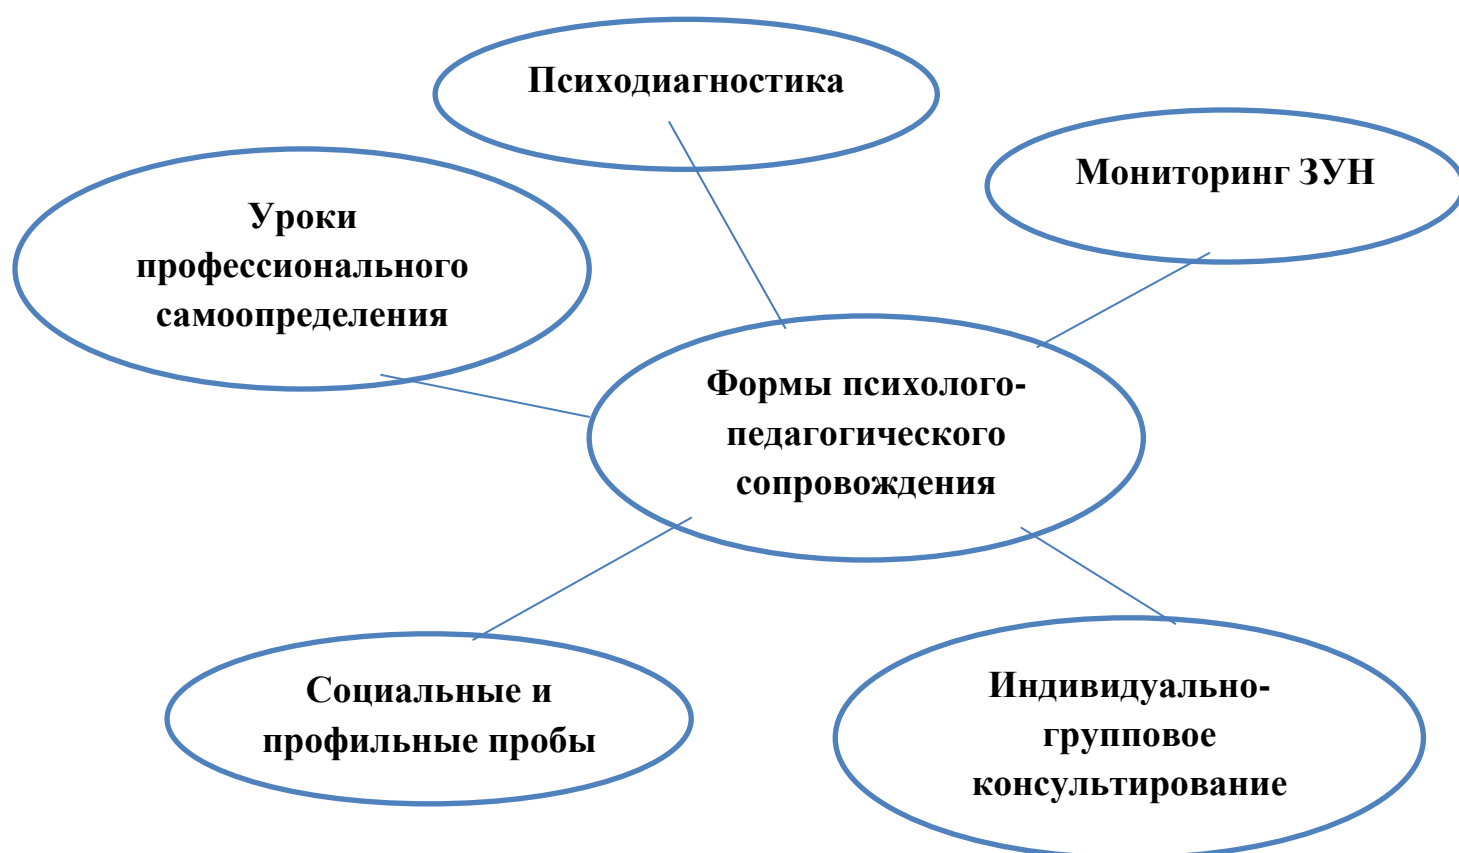 Психодиагностика
Мониторинг ЗУН
Уроки
профессионального
самоопределения
Формы психолого-
педагогического
сопровождения
Социальные и
профильные пробы
Индивидуально-
групповое
консультирование